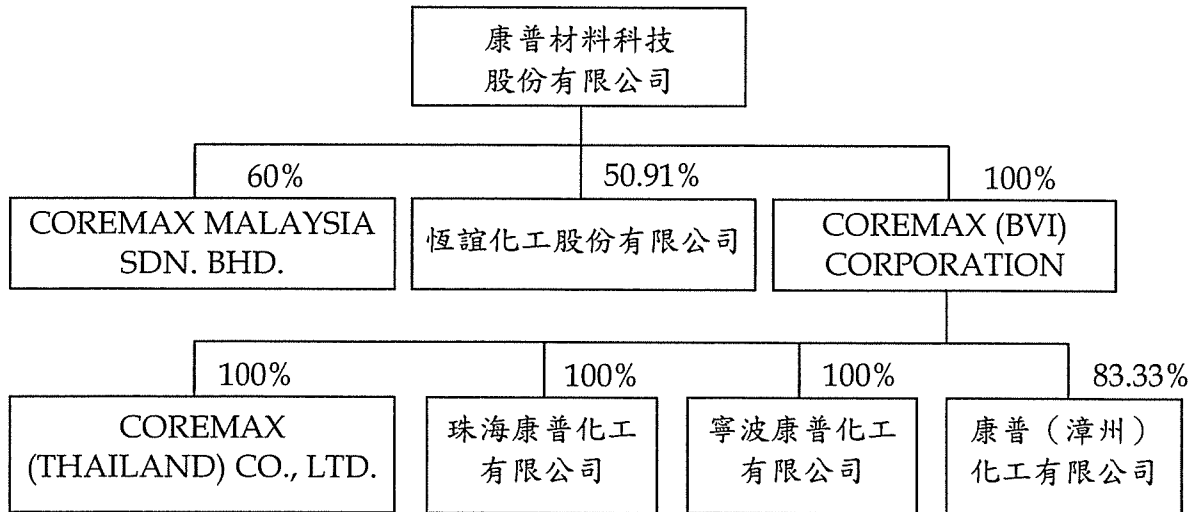 康普材料科技
股份有限公司
60%
50.91%
100%
COREMAX MALAYSIA
SDN. BHD.
恆誼化工股份有限公司
COREMAX (BVI)
CORPORATION
100%
100%
100%
83.33%
COREMAX
(THAILAND) CO., LTD.
珠海康普化工
有限公司
寧波康普化工
有限公司
康普（漳州）
化工有限公司